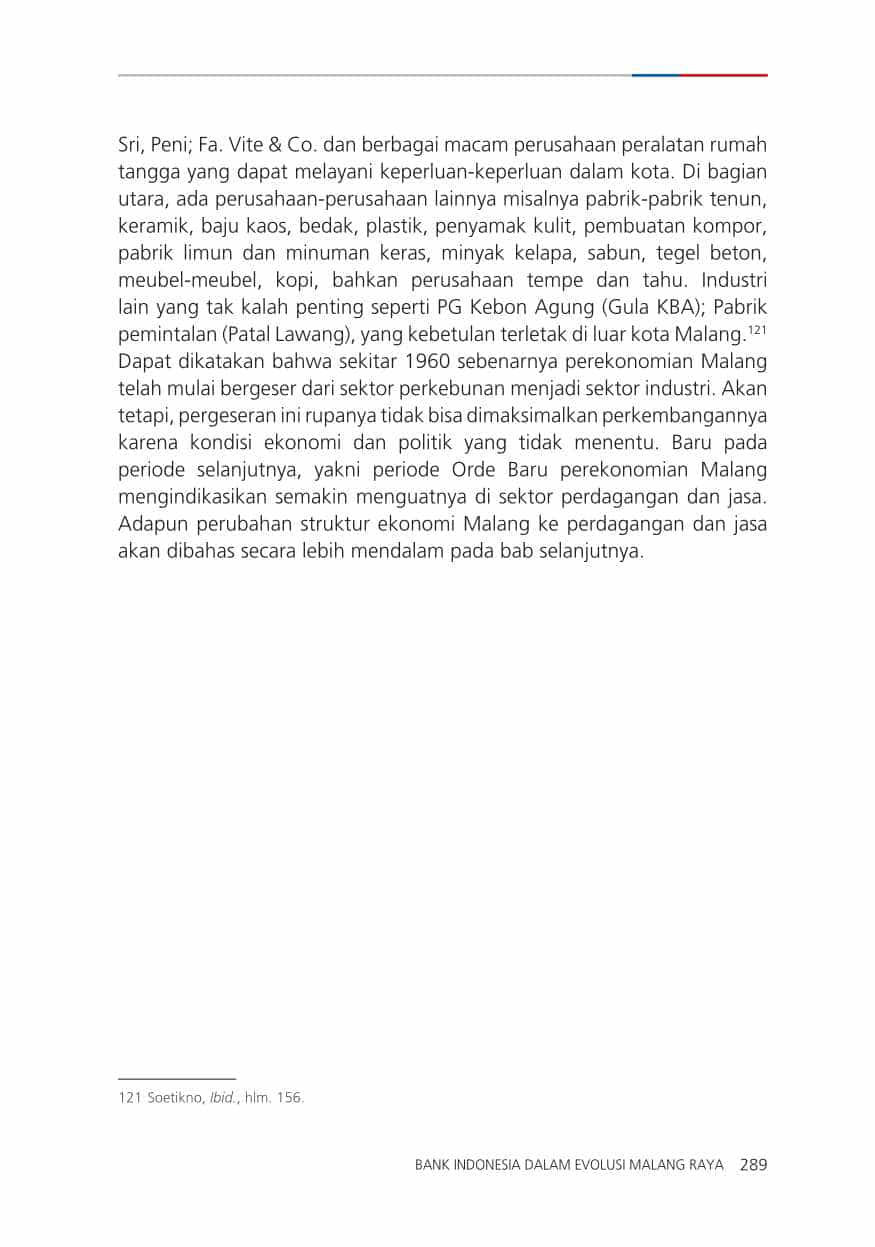 Sri, Peni; Fa. Vite & Co. dan berbagai macam perusahaan peralatan rumah
tangga yang dapat melayani keperluan-keperluan dalam kota. Di bagian
utara, ada perusahaan-perusahaan lainnya misalnya pabrik-pabrik tenun,
keramik, baju kaos, bedak, plastik, penyamak kulit, pembuatan kompor,
pabrik limun dan minuman keras, minyak kelapa, sabun, tegel beton,
meubel-meubel, kopi, bahkan perusahaan tempe dan tahu. Industri
lain yang tak kalah penting seperti PG Kebon Agung (Gula KBA); Pabrik
pemintalan (Patal Lawang), yang kebetulan terletak di luar kota Malang.¹²¹
Dapat dikatakan bahwa sekitar 1960 sebenarnya perekonomian Malang
telah mulai bergeser dari sektor perkebunan menjadi sektor industri. Akan
tetapi, pergeseran ini rupanya tidak bisa dimaksimalkan perkembangannya
karena kondisi ekonomi dan politik yang tidak menentu. Baru pada
periode selanjutnya, yakni periode Orde Baru perekonomian Malang
mengindikasikan semakin menguatnya di sektor perdagangan dan jasa.
Adapun perubahan struktur ekonomi Malang ke perdagangan dan jasa
akan dibahas secara lebih mendalam pada bab selanjutnya.
121 Soetikno, Ibid., hlm. 156.
BANK INDONESIA DALAM EVOLUSI MALANG RAYA 289